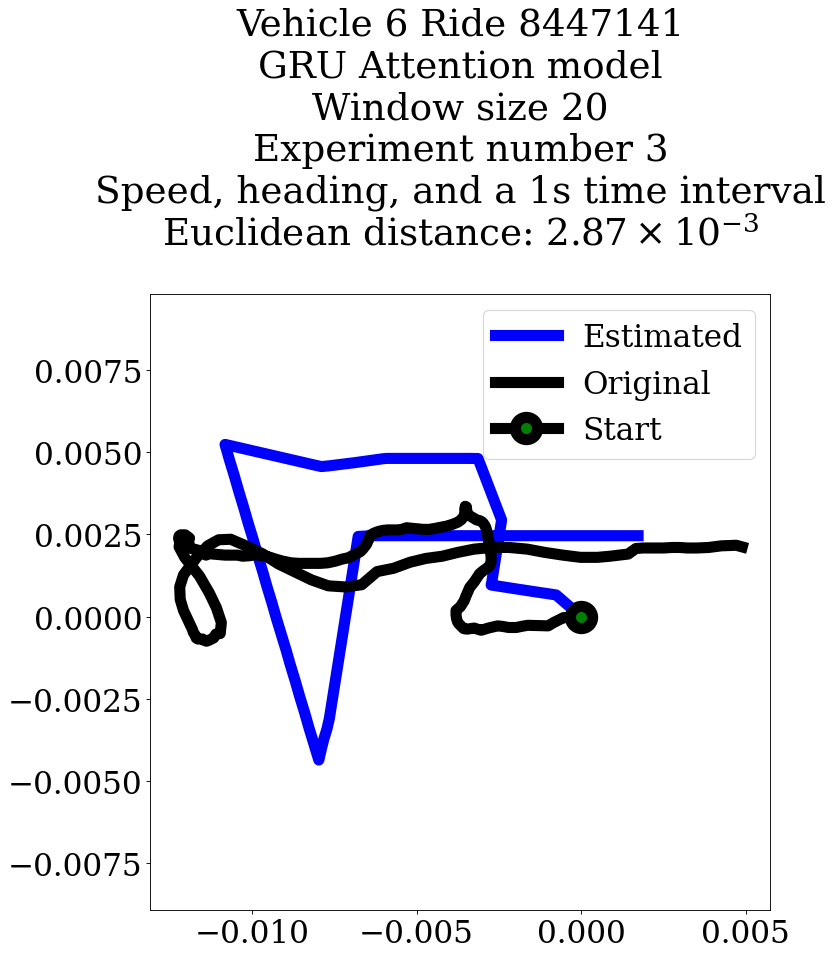 Vehicle 6 Ride 8447141
GRU Attention model
Window size 20
Experiment number 3
Speed, heading, and a 1s time interval
Euclidean distance: 2.87 × 10⁻³
Estimated
Original
Start
0.0075
0.0050
0.0025
0.0000
−0.0025
−0.0050
−0.0075
−0.010 −0.005 0.000 0.005